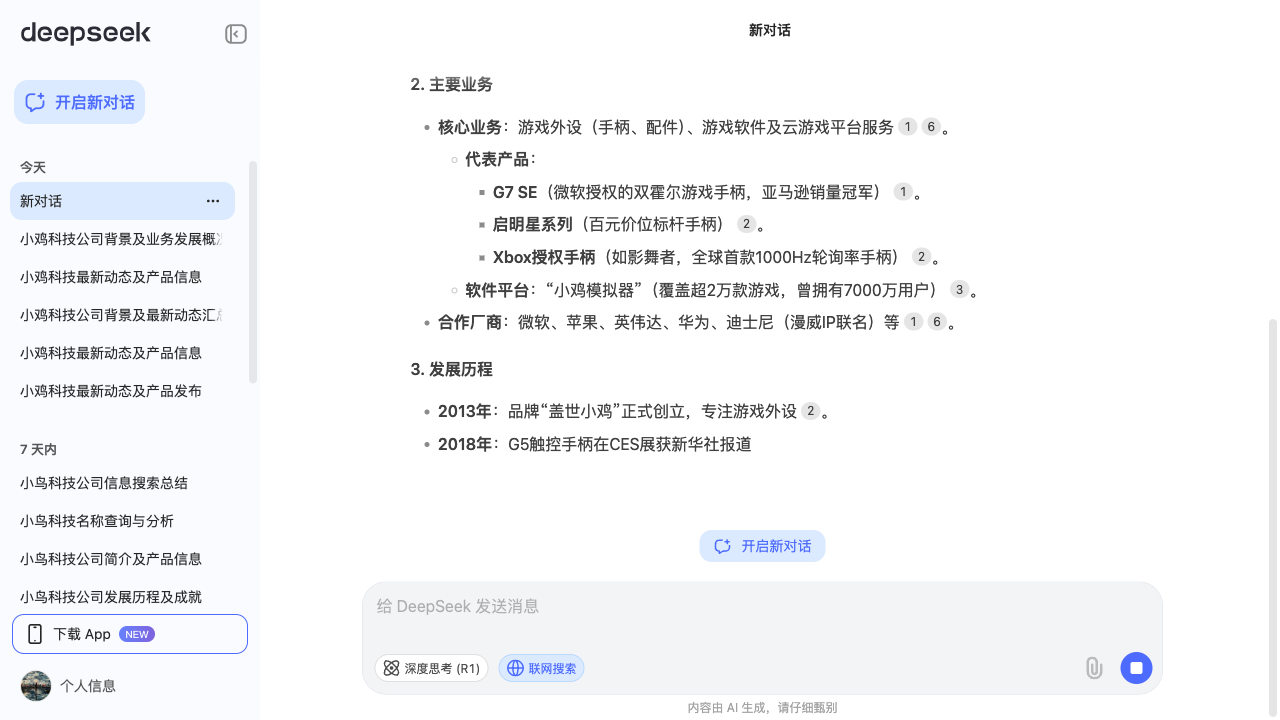 deepseek
开启新对话
今天
新对话
小鸡科技公司背景及业务发展概
小鸡科技最新动态及产品信息
小鸡科技公司背景及最新动态汇
小鸡科技最新动态及产品信息
小鸡科技最新动态及产品发布
7 天内
小鸟科技公司信息搜索总结
小鸟科技名称查询与分析
小鸟科技公司简介及产品信息
小鸟科技公司发展历程及成就
下载 App NEW
个人信息
新对话
2. 主要业务
核心业务：游戏外设（手柄、配件）、游戏软件及云游戏平台服务 1 6 。
代表产品：
G7 SE（微软授权的双霍尔游戏手柄，亚马逊销量冠军） 1 。
启明星系列（百元价位标杆手柄） 2 。
Xbox授权手柄（如影舞者，全球首款1000Hz轮询率手柄） 2 。
软件平台：“小鸡模拟器”（覆盖超2万款游戏，曾拥有7000万用户） 3 。
合作厂商：微软、苹果、英伟达、华为、迪士尼（漫威IP联名）等 1 6 。
3. 发展历程
2013年：品牌“盖世小鸡”正式创立，专注游戏外设 2 。
2018年：G5触控手柄在CES展获新华社报道
开启新对话
给 DeepSeek 发送消息
深度思考 (R1)
联网搜索
内容由 AI 生成，请仔细甄别